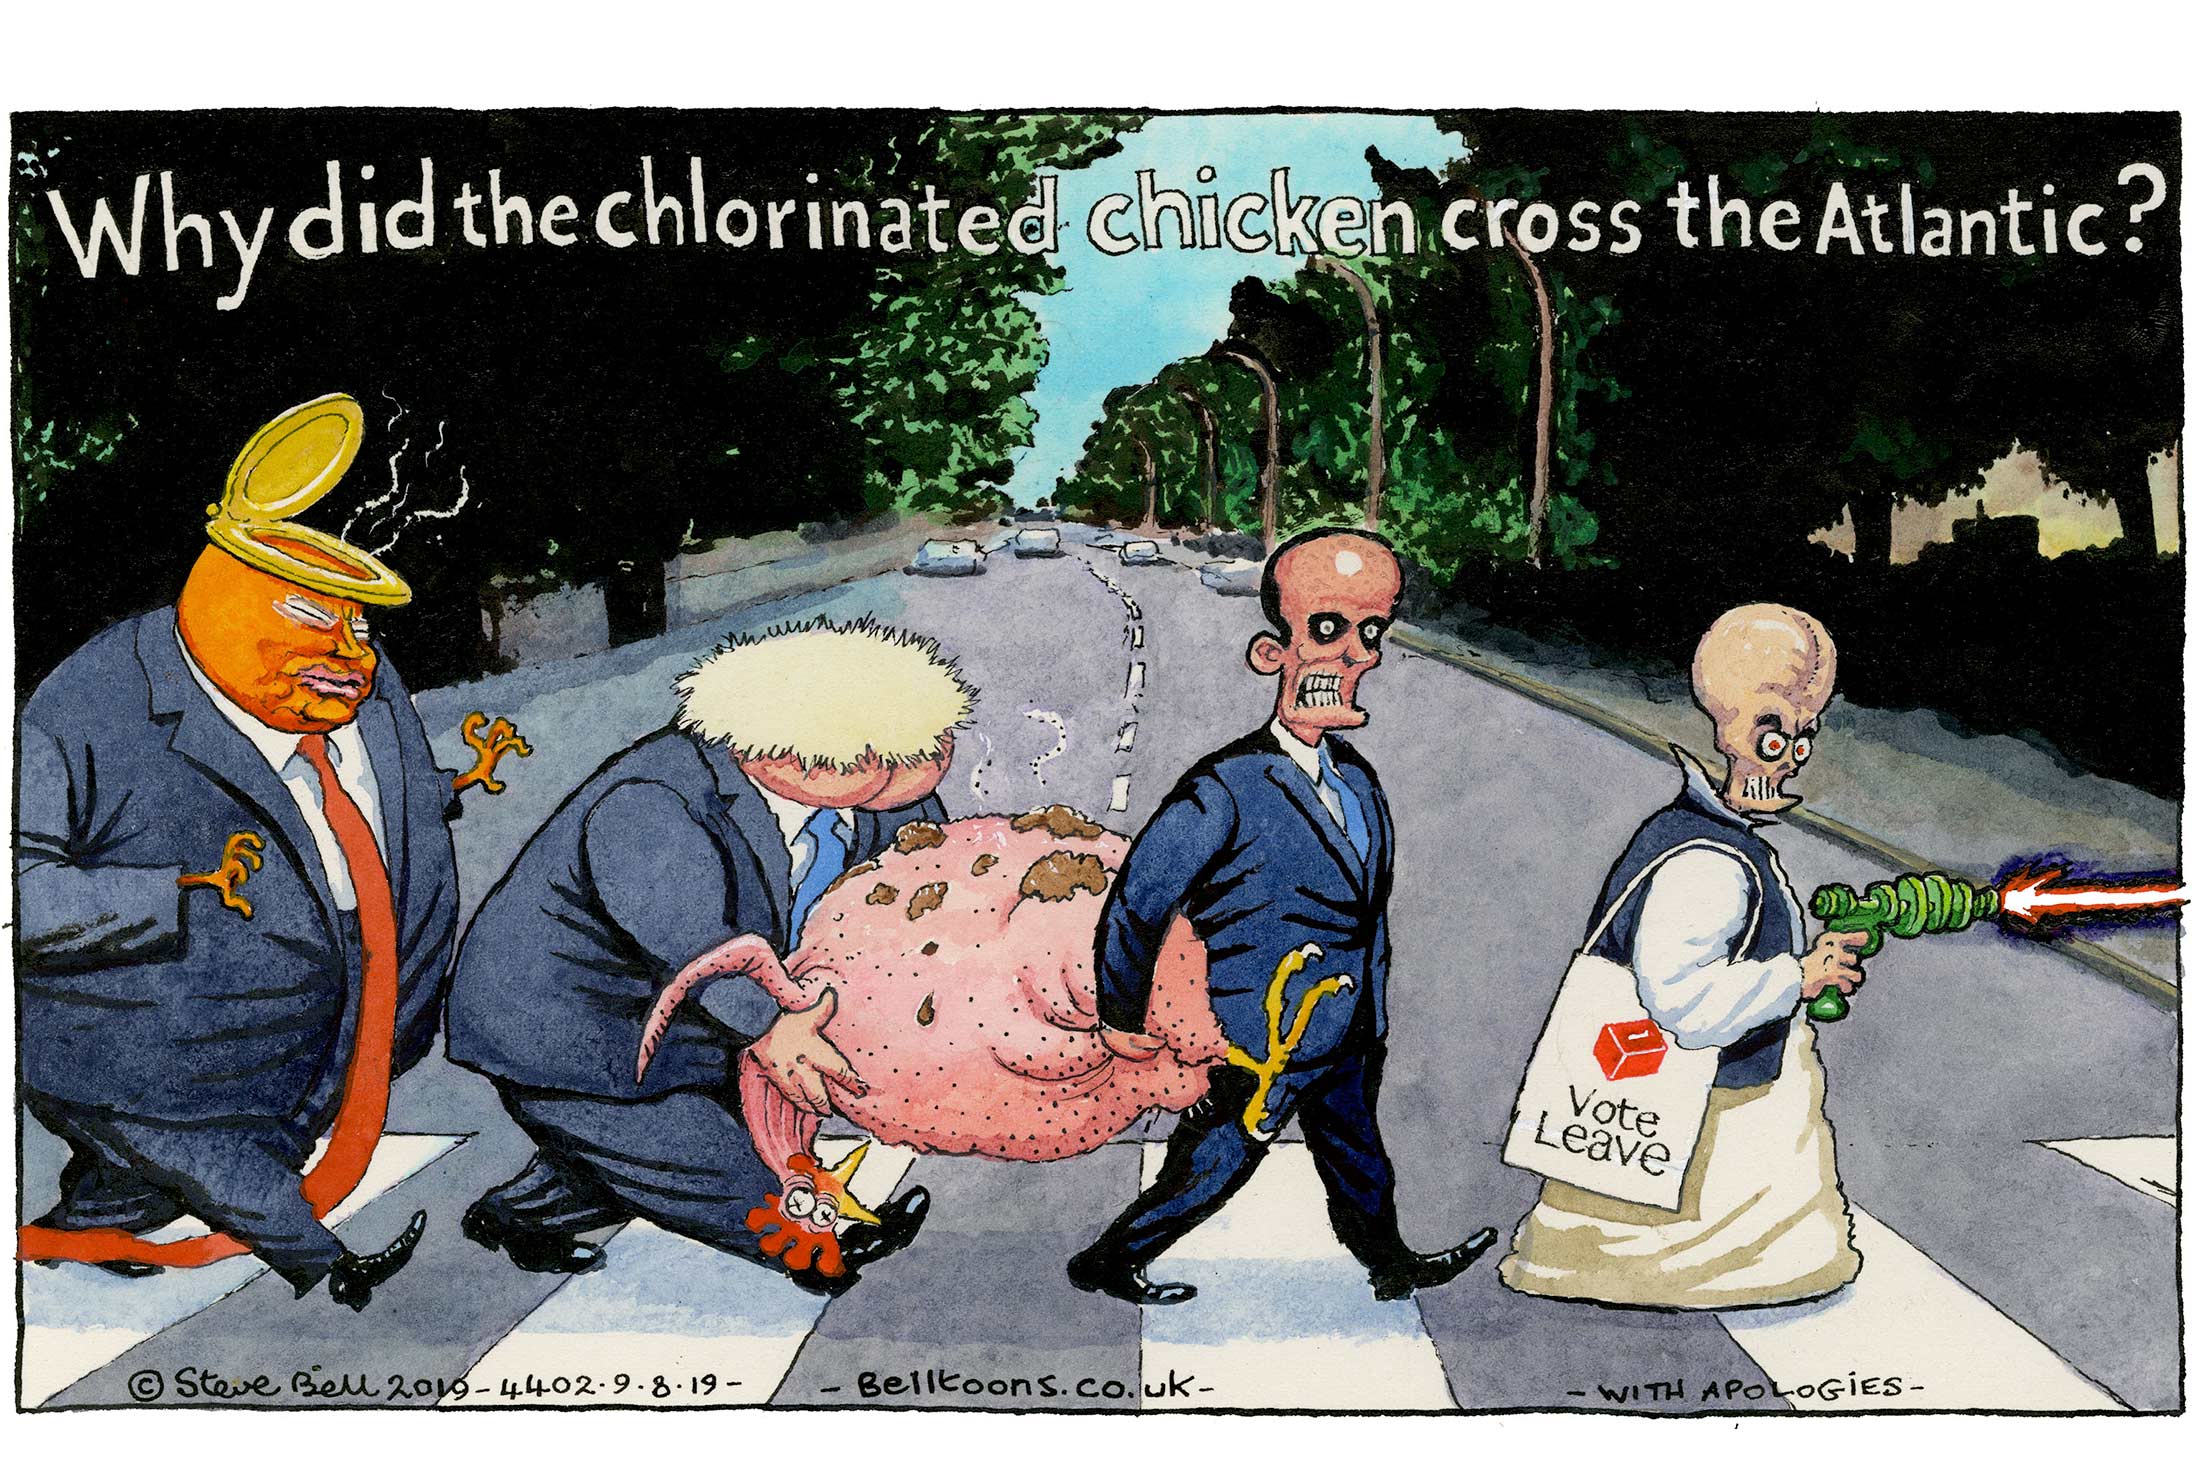 Why did the chlorinated chicken cross the Atlantic?
Vote
Leave
© Steve Bell 2019-4402·9·8·19-
- Belltoons.co.uk-
-WITH APOLOGIES-